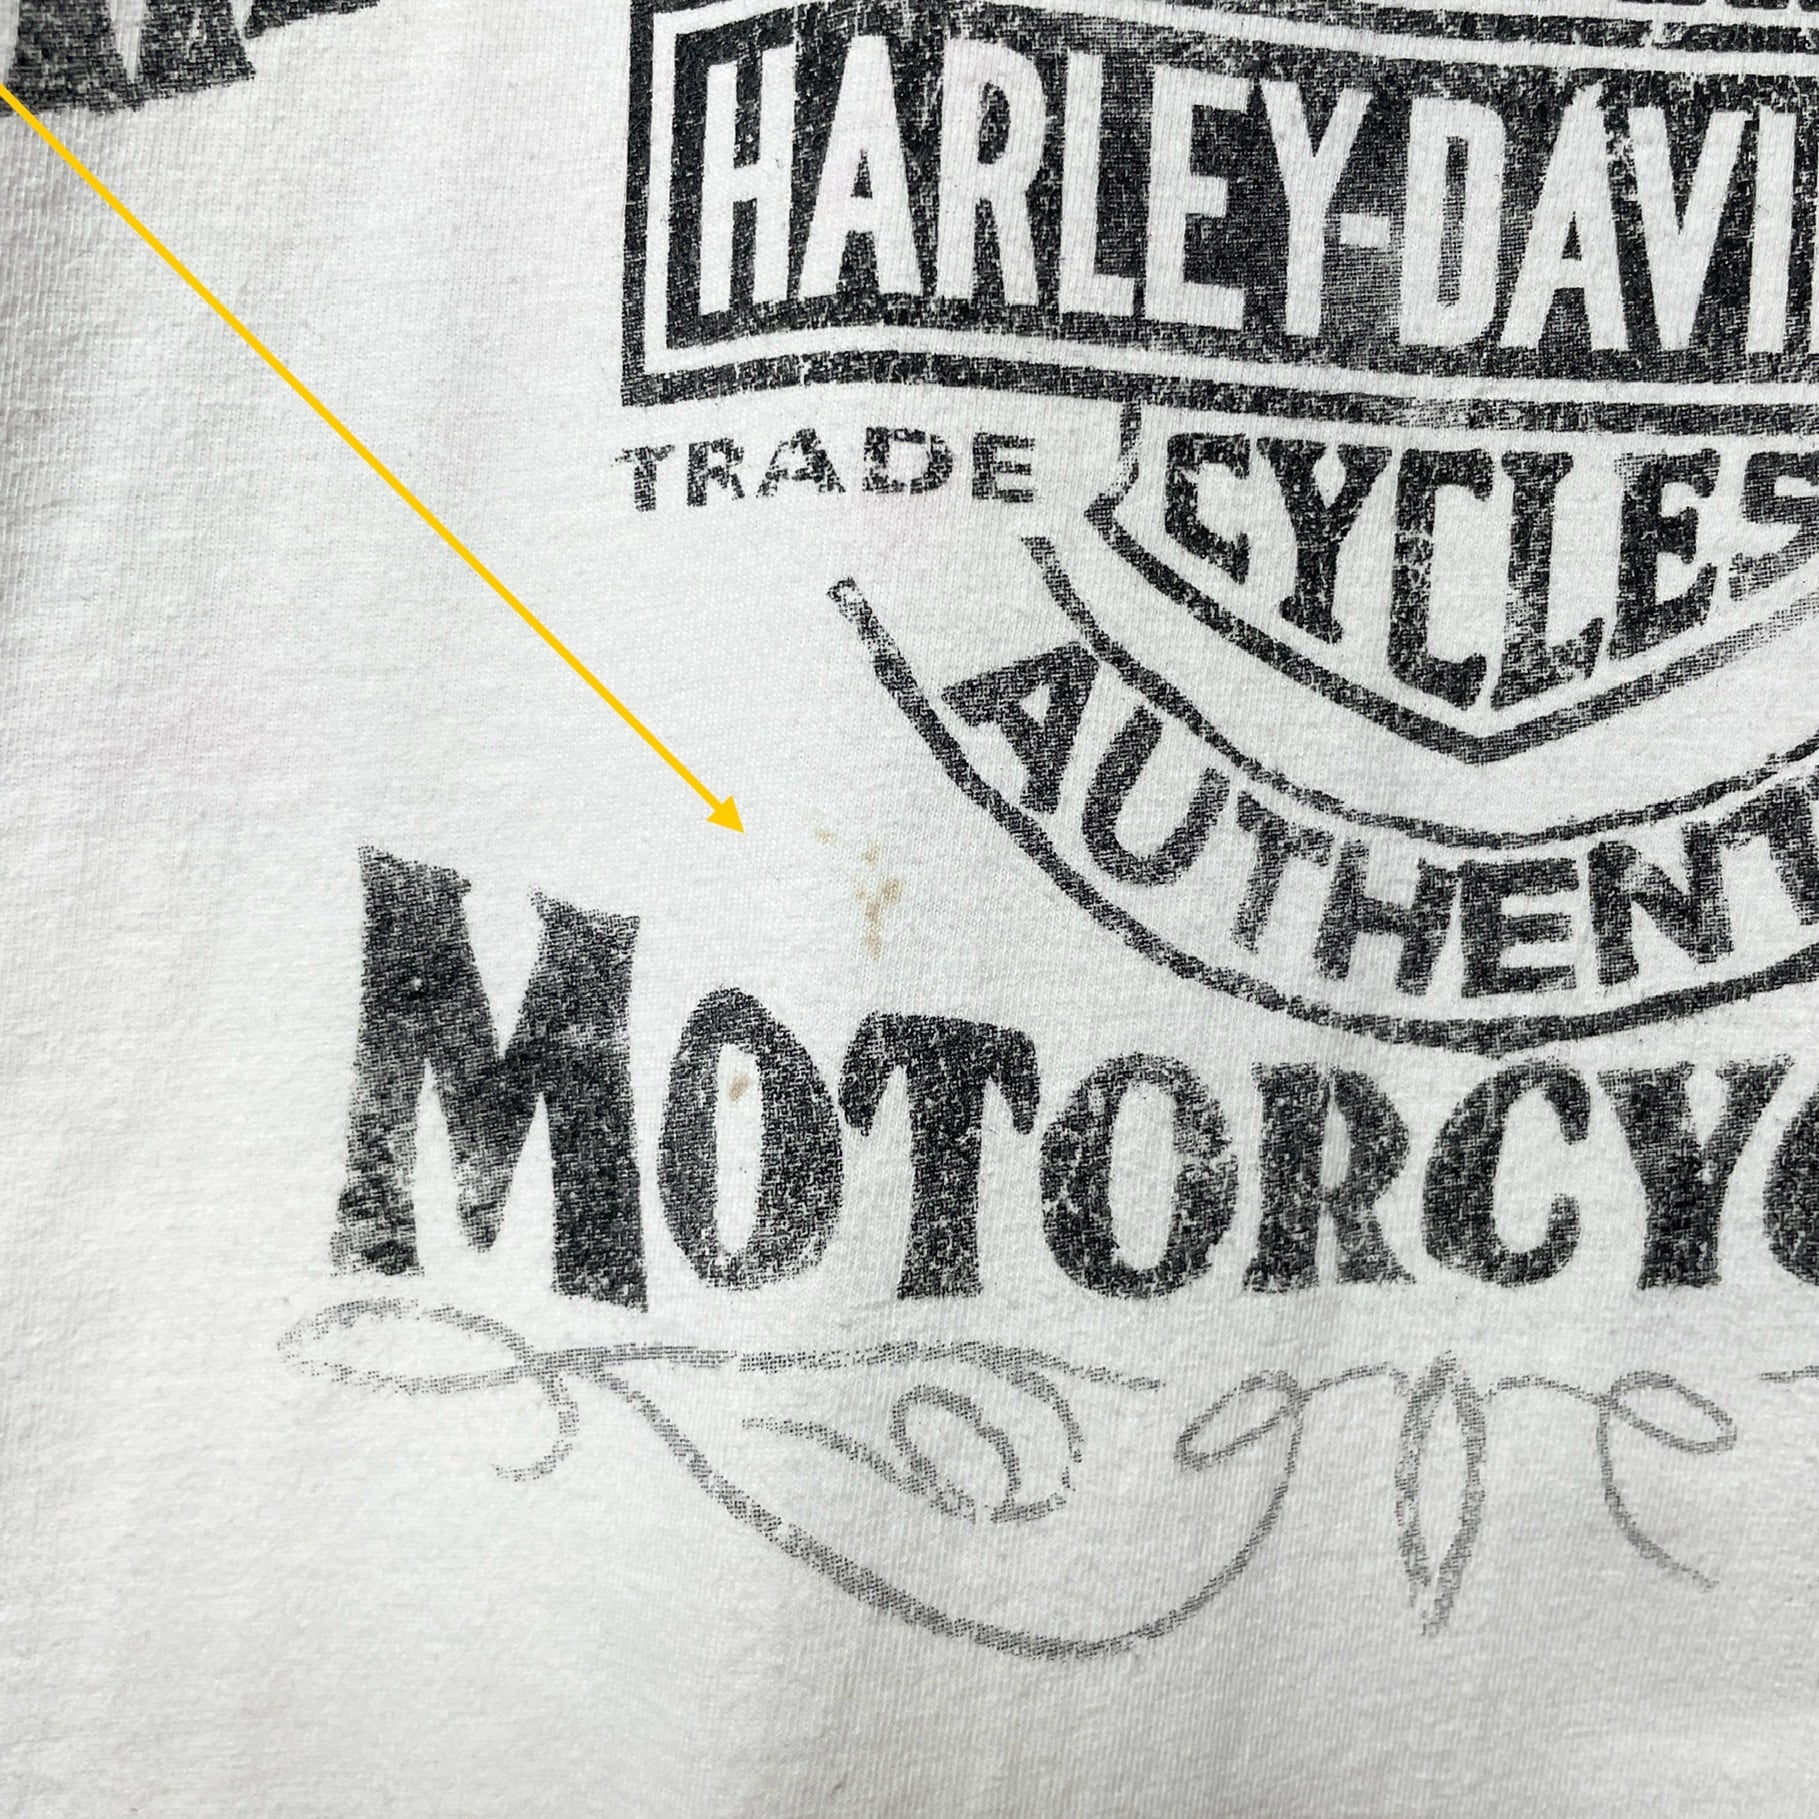 HARLEY-DAVI
TRADE
CYCLES
AUTHENT
MOTORCYC